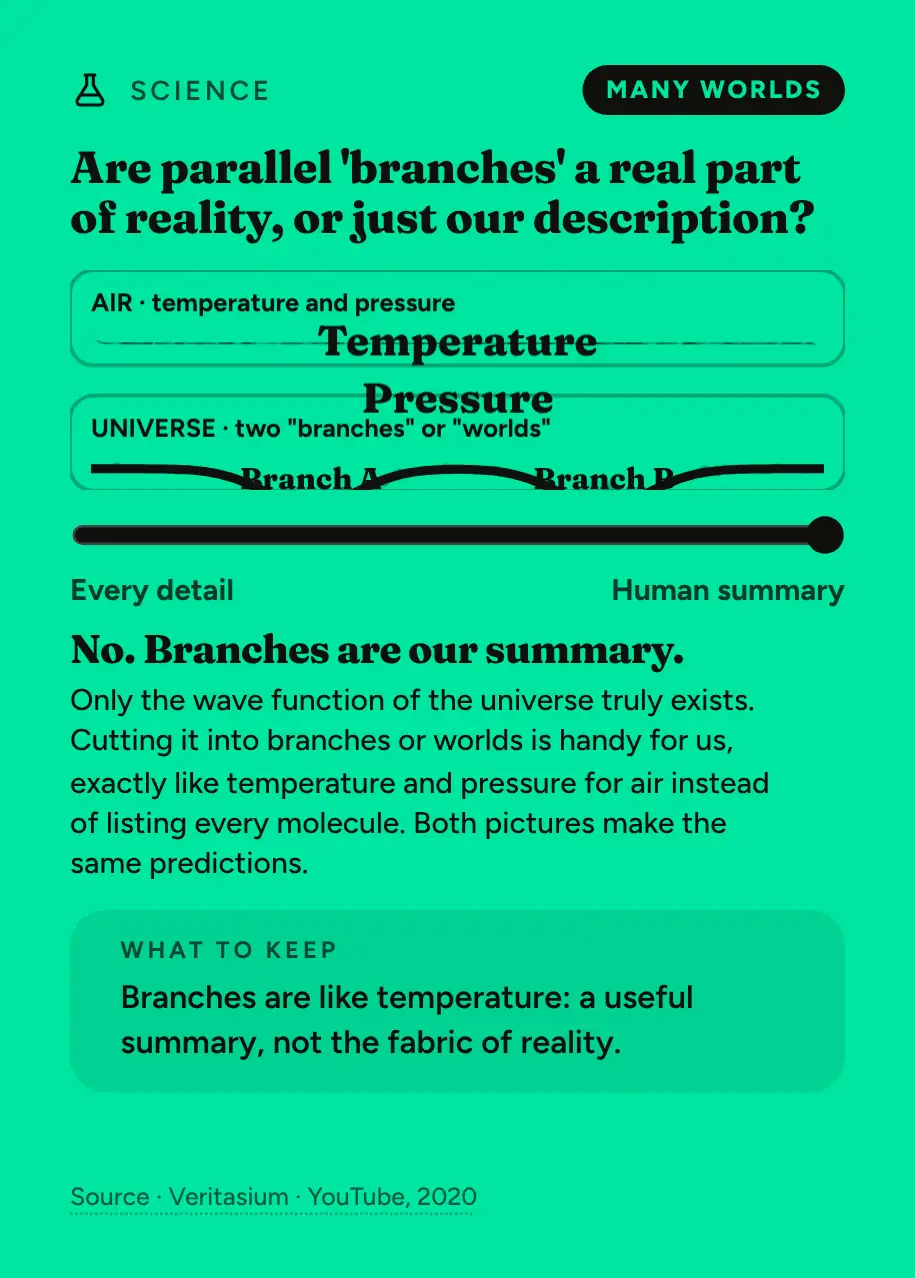 SCIENCE
MANY WORLDS
Are parallel 'branches' a real part
of reality, or just our description?
AIR · temperature and pressure
Temperature
Pressure
UNIVERSE · two "branches" or "worlds"
Branch A
Branch B
Every detail
Human summary
No. Branches are our summary.
Only the wave function of the universe truly exists.
Cutting it into branches or worlds is handy for us,
exactly like temperature and pressure for air instead
of listing every molecule. Both pictures make the
same predictions.
WHAT TO KEEP
Branches are like temperature: a useful
summary, not the fabric of reality.
Source · Veritasium · YouTube, 2020